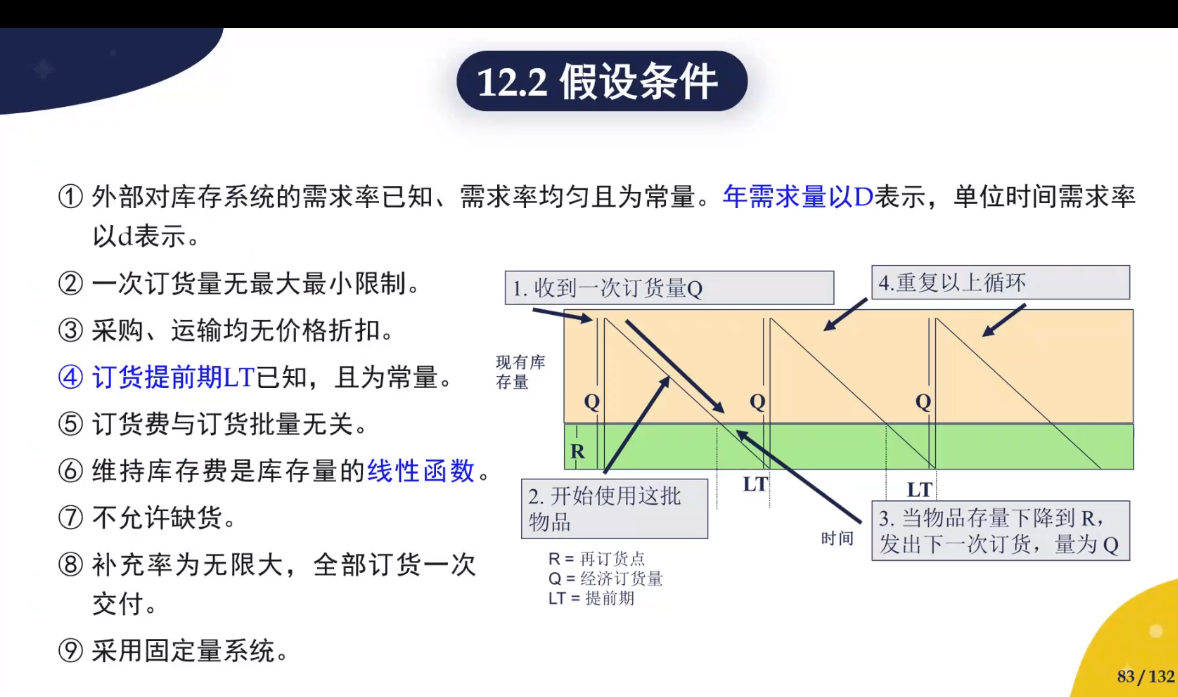 12.2 假设条件
① 外部对库存系统的需求率已知、需求率均匀且为常量。年需求量以D表示，单位时间需求率
以d表示。
② 一次订货量无最大最小限制。
③ 采购、运输均无价格折扣。
④ 订货提前期LT已知，且为常量。
⑤ 订货费与订货批量无关。
⑥ 维持库存费是库存量的线性函数。
⑦ 不允许缺货。
⑧ 补充率为无限大，全部订货一次
交付。
⑨ 采用固定量系统。
1. 收到一次订货量Q
4.重复以上循环
现有库
存量
Q
Q
Q
R
LT
LT
2. 开始使用这批
物品
时间
3. 当物品存量下降到 R，
发出下一次订货，量为 Q
R = 再订货点
Q = 经济订货量
LT = 提前期
83 / 132